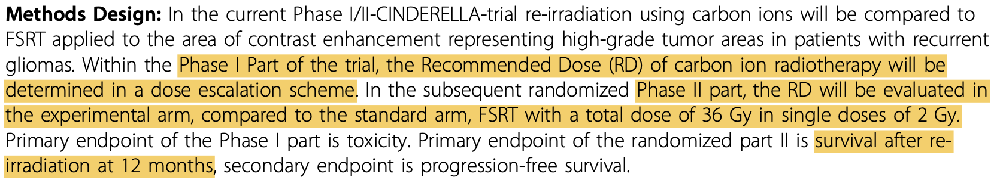 Methods Design: In the current Phase I/II-CINDERELLA-trial re-irradiation using carbon ions will be compared to
FSRT applied to the area of contrast enhancement representing high-grade tumor areas in patients with recurrent
gliomas. Within the Phase I Part of the trial, the Recommended Dose (RD) of carbon ion radiotherapy will be
determined in a dose escalation scheme. In the subsequent randomized Phase II part, the RD will be evaluated in
the experimental arm, compared to the standard arm, FSRT with a total dose of 36 Gy in single doses of 2 Gy.
Primary endpoint of the Phase I part is toxicity. Primary endpoint of the randomized part II is survival after re-
irradiation at 12 months, secondary endpoint is progression-free survival.